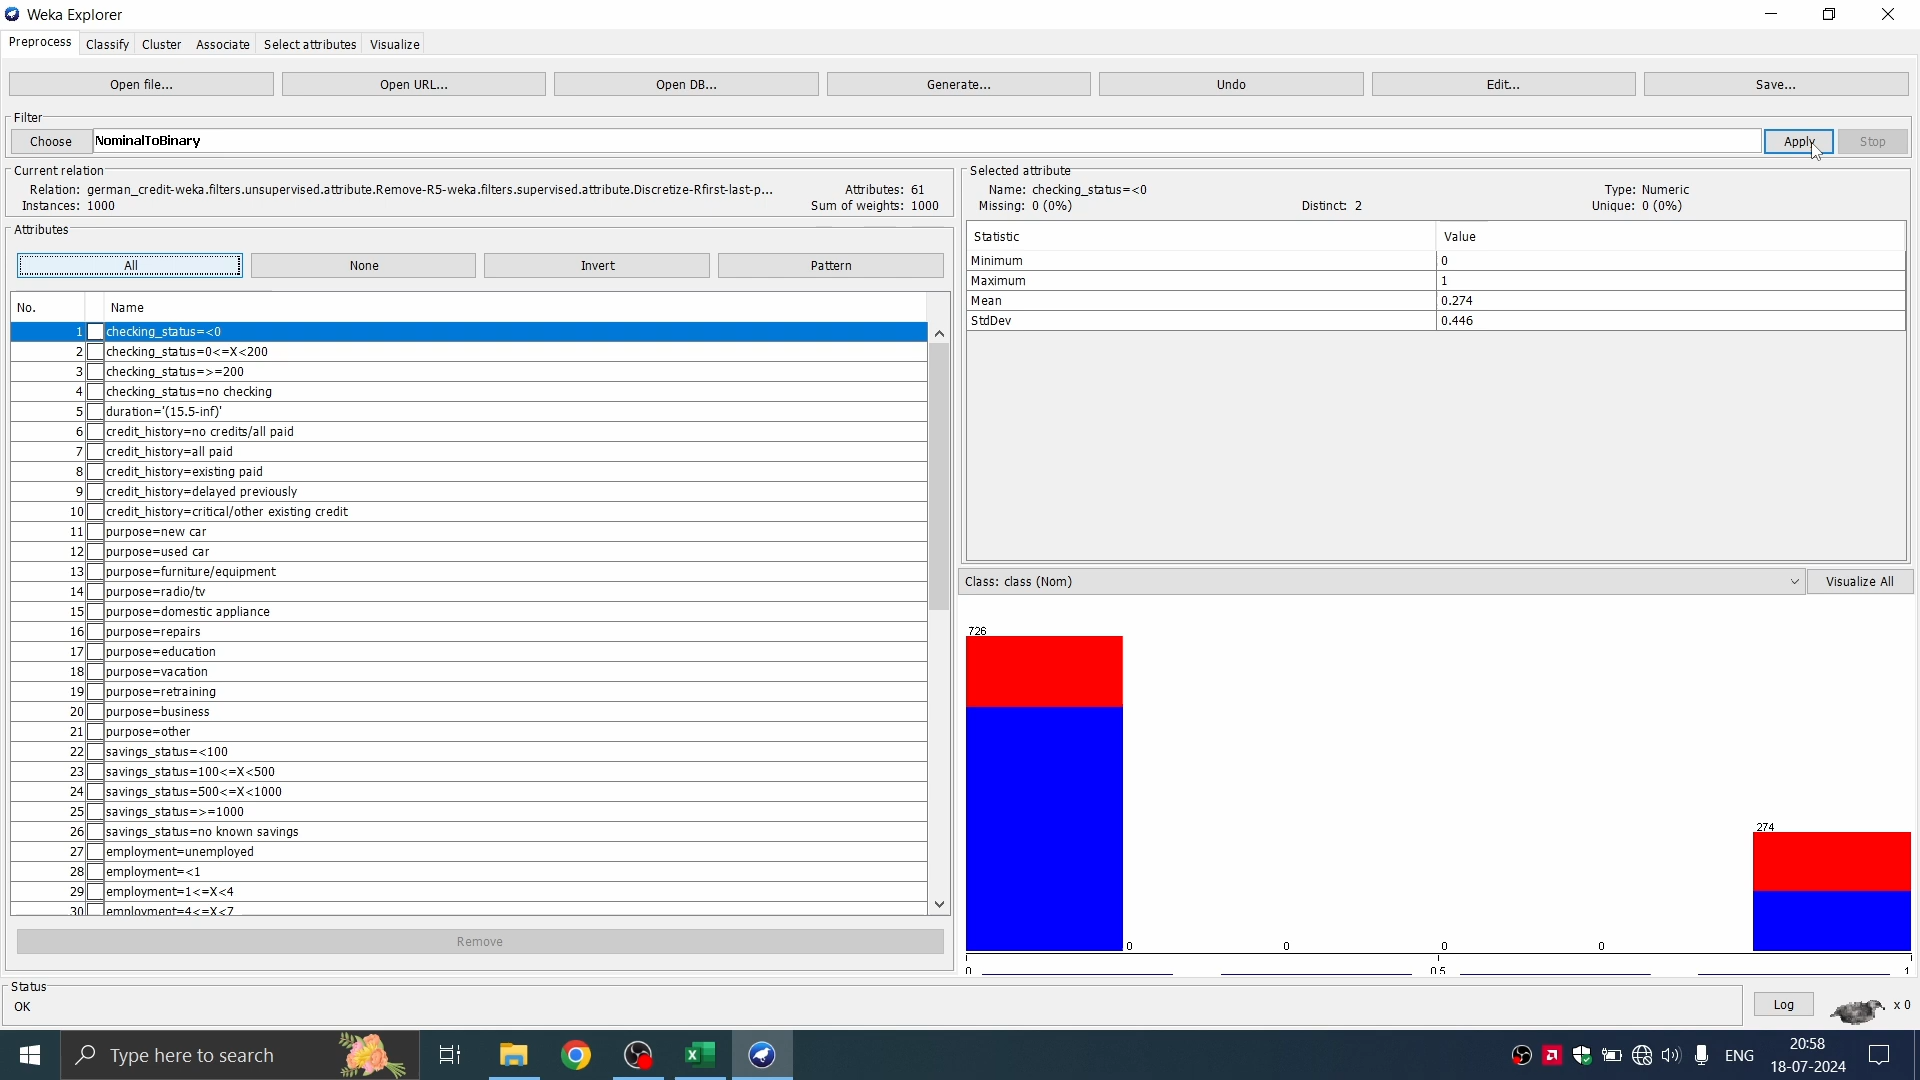 Weka Explorer
Preprocess Classify Cluster Associate Select attributes Visualize
Open file... Open URL... Open DB... Generate... Undo Edit... Save...
Filter
Choose NominalToBinary Apply Stop
Current relation
Relation: german_credit-weka.filters.unsupervised.attribute.Remove-R5-weka.filters.supervised.attribute.Discretize-Rfirst-last-p... Attributes: 61
Instances: 1000 Sum of weights: 1000
Selected attribute
Name: checking_status=<0 Type: Numeric
Missing: 0 (0%) Distinct: 2 Unique: 0 (0%)
Attributes
All None Invert Pattern
No. Name
1 checking_status=<0
2 checking_status=0<=X<200
3 checking_status=>=200
4 checking_status=no checking
5 duration='(15.5-inf)'
6 credit_history=no credits/all paid
7 credit_history=all paid
8 credit_history=existing paid
9 credit_history=delayed previously
10 credit_history=critical/other existing credit
11 purpose=new car
12 purpose=used car
13 purpose=furniture/equipment
14 purpose=radio/tv
15 purpose=domestic appliance
16 purpose=repairs
17 purpose=education
18 purpose=vacation
19 purpose=retraining
20 purpose=business
21 purpose=other
22 savings_status=<100
23 savings_status=100<=X<500
24 savings_status=500<=X<1000
25 savings_status=>=1000
26 savings_status=no known savings
27 employment=unemployed
28 employment=<1
29 employment=1<=X<4
30 employment=4<=X<7
Remove
Statistic Value
Minimum 0
Maximum 1
Mean 0.274
StdDev 0.446
Class: class (Nom) Visualize All
726
274
0 0 0 0
0 0.5 1
Status
OK
Log x 0
Type here to search
ENG
20:58
18-07-2024